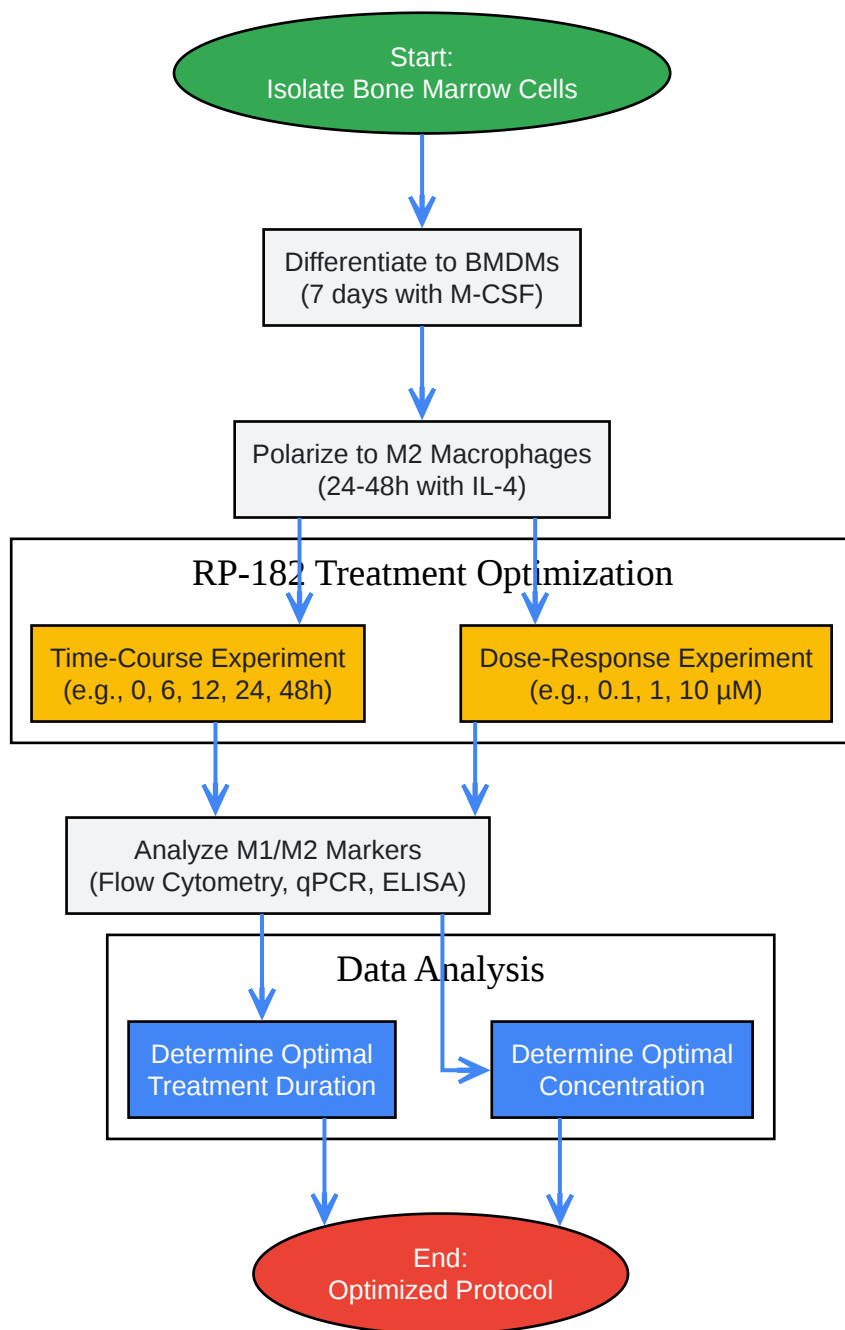 Start:
Isolate Bone Marrow Cells
Differentiate to BMDMs
(7 days with M-CSF)
Polarize to M2 Macrophages
(24-48h with IL-4)
RP-182 Treatment Optimization
Time-Course Experiment
(e.g., 0, 6, 12, 24, 48h)
Dose-Response Experiment
(e.g., 0.1, 1, 10 µM)
Analyze M1/M2 Markers
(Flow Cytometry, qPCR, ELISA)
Data Analysis
Determine Optimal
Treatment Duration
Determine Optimal
Concentration
End:
Optimized Protocol